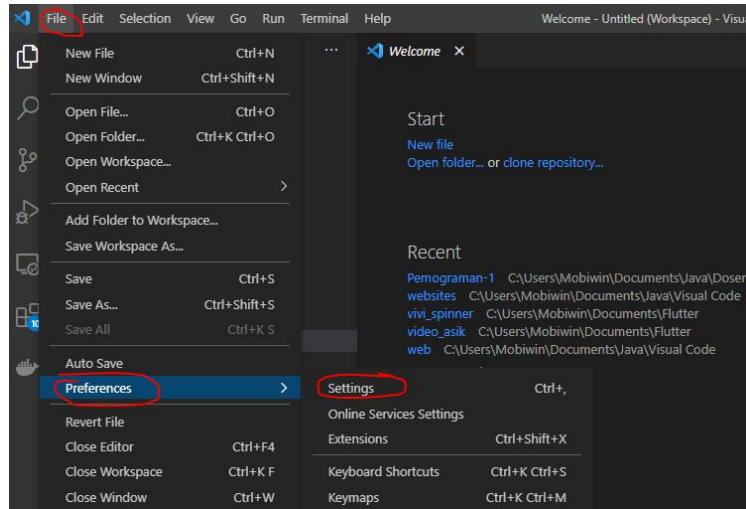 File Edit Selection View Go Run Terminal Help Welcome - Untitled (Workspace) - Visu
New File Ctrl+N
New Window Ctrl+Shift+N
Open File... Ctrl+O
Open Folder... Ctrl+K Ctrl+O
Open Workspace...
Open Recent
Add Folder to Workspace...
Save Workspace As...
Save Ctrl+S
Save As... Ctrl+Shift+S
Save All Ctrl+K S
Auto Save
Preferences
Revert File
Close Editor Ctrl+F4
Close Workspace Ctrl+K F
Close Window Ctrl+W
10
... Welcome ×
Start
New file
Open folder... or clone repository...
Recent
Pemograman-1 C:\Users\Mobiwin\Documents\Java\Doser
websites C:\Users\Mobiwin\Documents\Java\Visual Code
vivi_spinner C:\Users\Mobiwin\Documents\Flutter
video_asik C:\Users\Mobiwin\Documents\Flutter
web C:\Users\Mobiwin\Documents\Java\Visual Code
Settings Ctrl+,
Online Services Settings
Extensions Ctrl+Shift+X
Keyboard Shortcuts Ctrl+K Ctrl+S
Keymaps Ctrl+K Ctrl+M